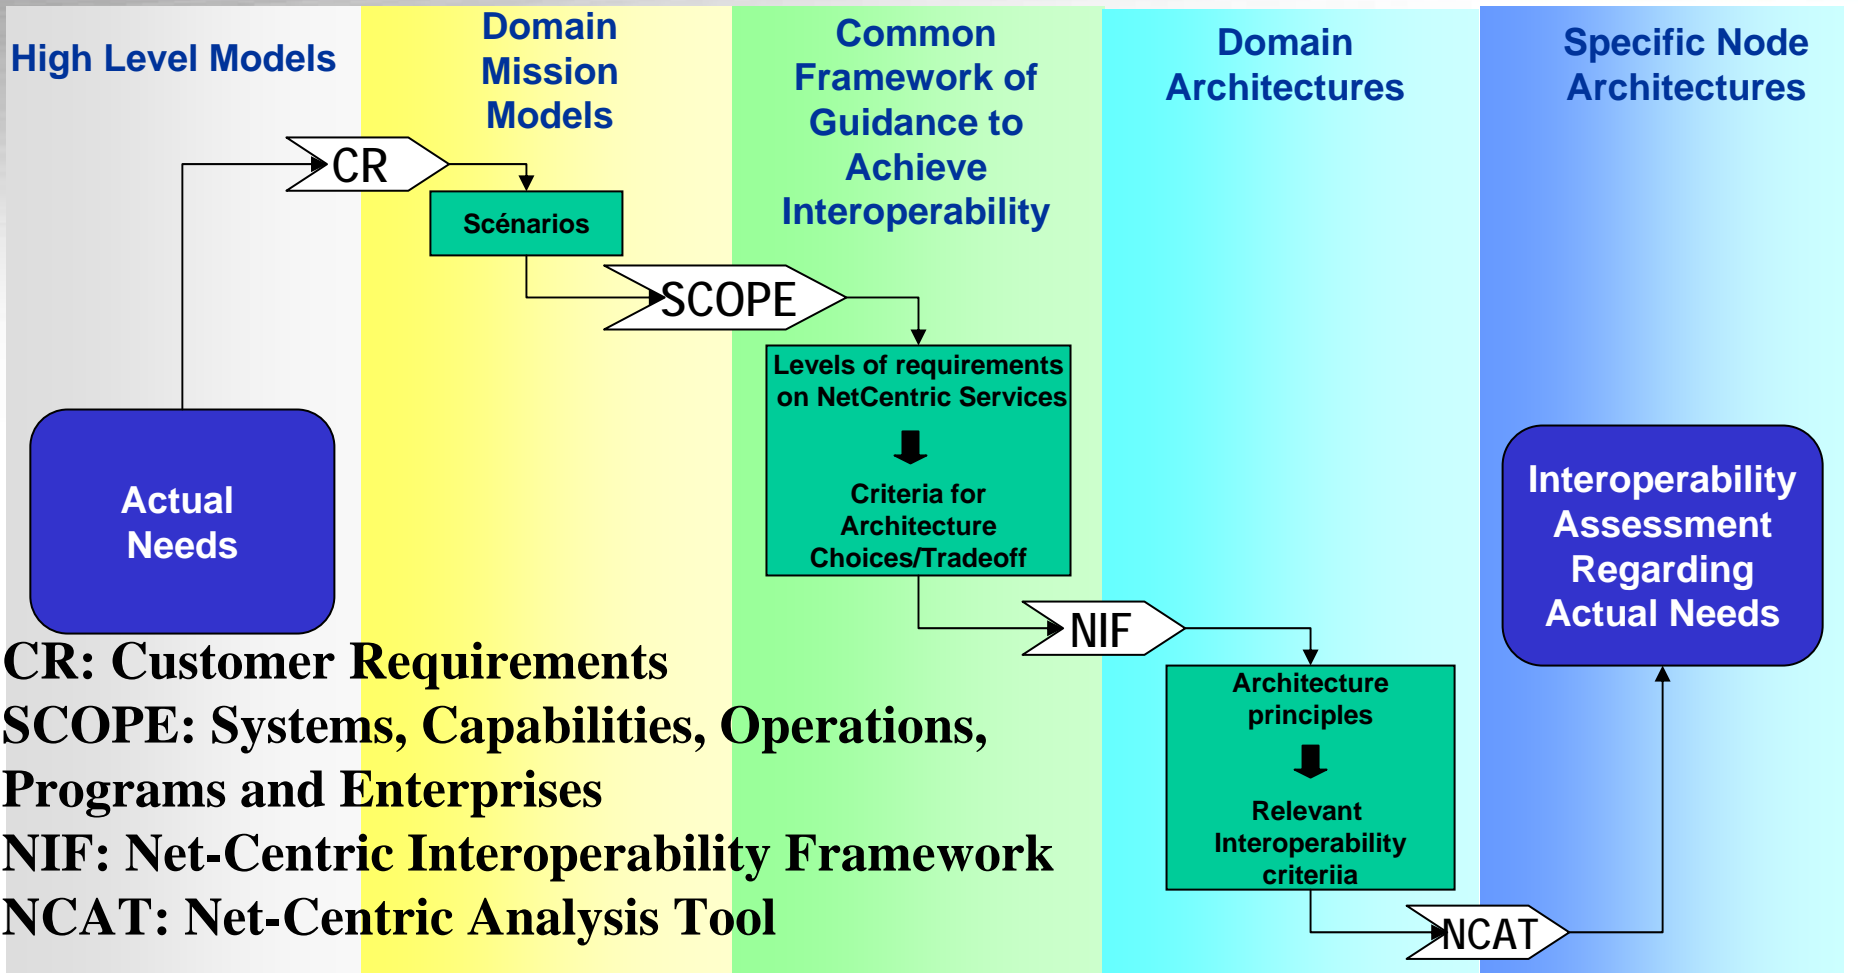 High Level Models
Domain
Mission
Models
Common
Framework of
Guidance to
Achieve
Interoperability
Domain
Architectures
Specific Node
Architectures
CR
Scénarios
SCOPE
Levels of requirements
on NetCentric Services
Criteria for
Architecture
Choices/Tradeoff
Actual
Needs
Interoperability
Assessment
Regarding
Actual Needs
NIF
Architecture
principles
Relevant
Interoperability
criteriia
NCAT
CR: Customer Requirements
SCOPE: Systems, Capabilities, Operations,
Programs and Enterprises
NIF: Net-Centric Interoperability Framework
NCAT: Net-Centric Analysis Tool